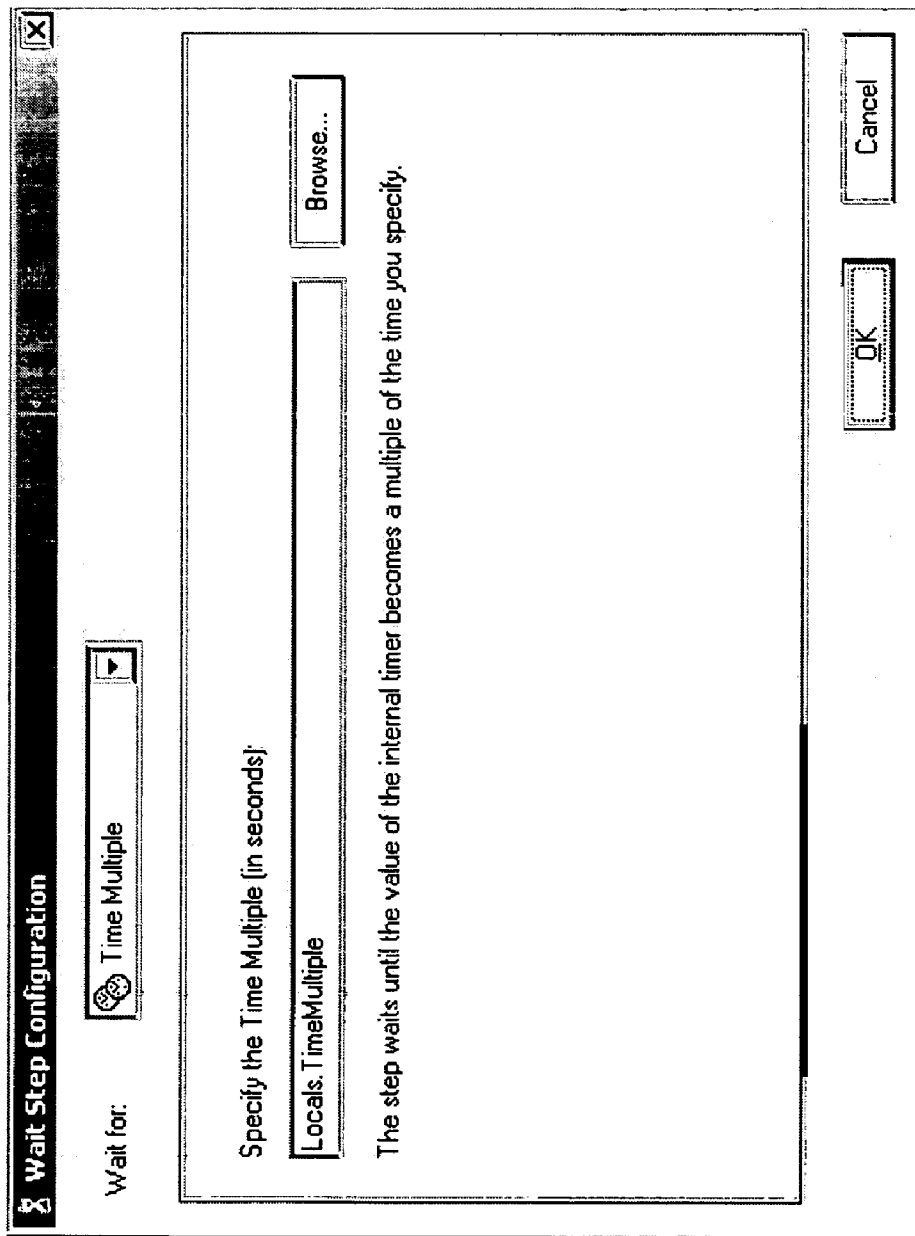 Wait Step Configuration
Wait for:
Time Multiple
Specify the Time Multiple (in seconds):
Locals.TimeMultiple
Browse...
The step waits until the value of the internal timer becomes a multiple of the time you specify.
OK
Cancel